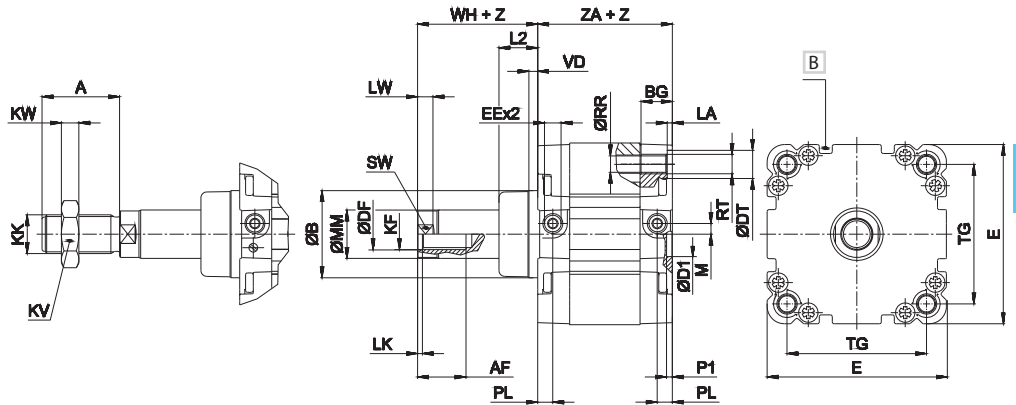 WH + Z
ZA + Z
L2
VD
A
LW
BG
B
KW
EEx2
ØRR
LA
SW
KK
ØB
ØMM
ØDF
KF
RT
ØDT
TG
E
ØD1
M
KV
LK
AF
P1
TG
PL
PL
E